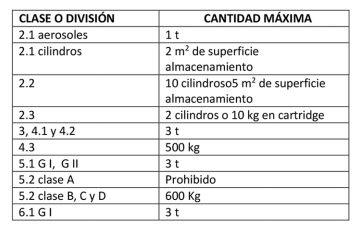 CLASE O DIVISIÓN CANTIDAD MÁXIMA
2.1 aerosoles 1 t
2.1 cilindros 2 m² de superficie
almacenamiento
2.2 10 cilindroso5 m² de superficie
almacenamiento
2.3 2 cilindros o 10 kg en cartridge
3, 4.1 y 4.2 3 t
4.3 500 kg
5.1 G I, G II 3 t
5.2 clase A Prohibido
5.2 clase B, C y D 600 Kg
6.1 G I 3 t